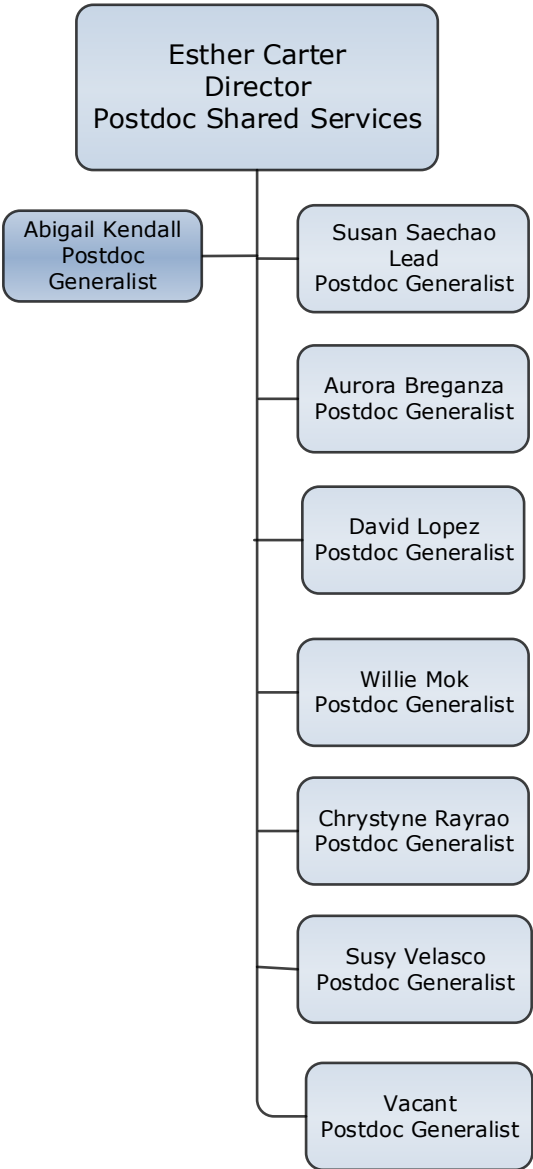 Esther Carter
Director
Postdoc Shared Services
Abigail Kendall
Postdoc
Generalist
Susan Saechao
Lead
Postdoc Generalist
Aurora Breganza
Postdoc Generalist
David Lopez
Postdoc Generalist
Willie Mok
Postdoc Generalist
Chrystyne Rayrao
Postdoc Generalist
Susy Velasco
Postdoc Generalist
Vacant
Postdoc Generalist